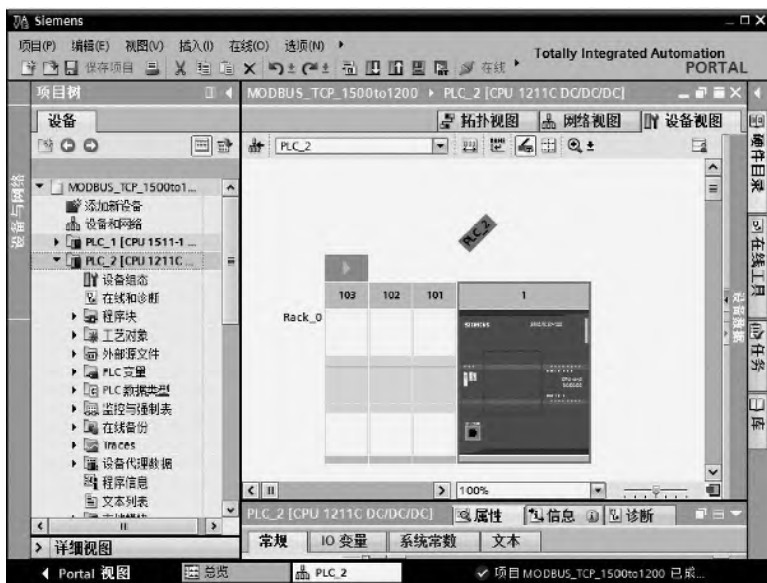 Siemens
项目(P) 编辑(E) 视图(V) 插入(I) 在线(O) 选项(N)
Totally Integrated Automation
PORTAL
保存项目 在线
项目树
MODBUS_TCP_1500to1200 PLC_2 [CPU 1211C DC/DC/DC]
设备
拓扑视图 网络视图 设备视图
PLC_2
MODBUS_TCP_1500to1...
添加新设备
设备和网络
PLC_1 [CPU 1511-1 ...
PLC_2 [CPU 1211C ...
设备组态
在线和诊断
程序块
工艺对象
外部源文件
PLC 变量
PLC 数据类型
监控与强制表
在线备份
Traces
设备代理数据
程序信息
文本列表
详细视图
设备与网络
PLC_2
103 102 101 1
Rack_0
SIEMENS
100%
设备数据
硬件目录
在线工具
任务
库
PLC_2 [CPU 1211C DC/DC/DC]
属性 信息 诊断
常规 IO 变量 系统常数 文本
Portal 视图 总览 PLC_2 项目 MODBUS_TCP_1500to1200 已成...